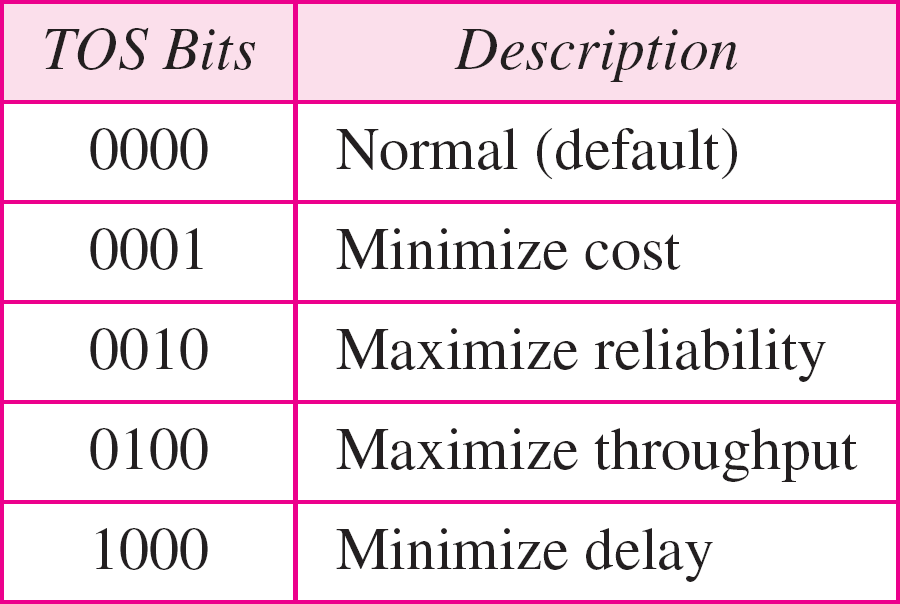 TOS Bits Description
0000 Normal (default)
0001 Minimize cost
0010 Maximize reliability
0100 Maximize throughput
1000 Minimize delay